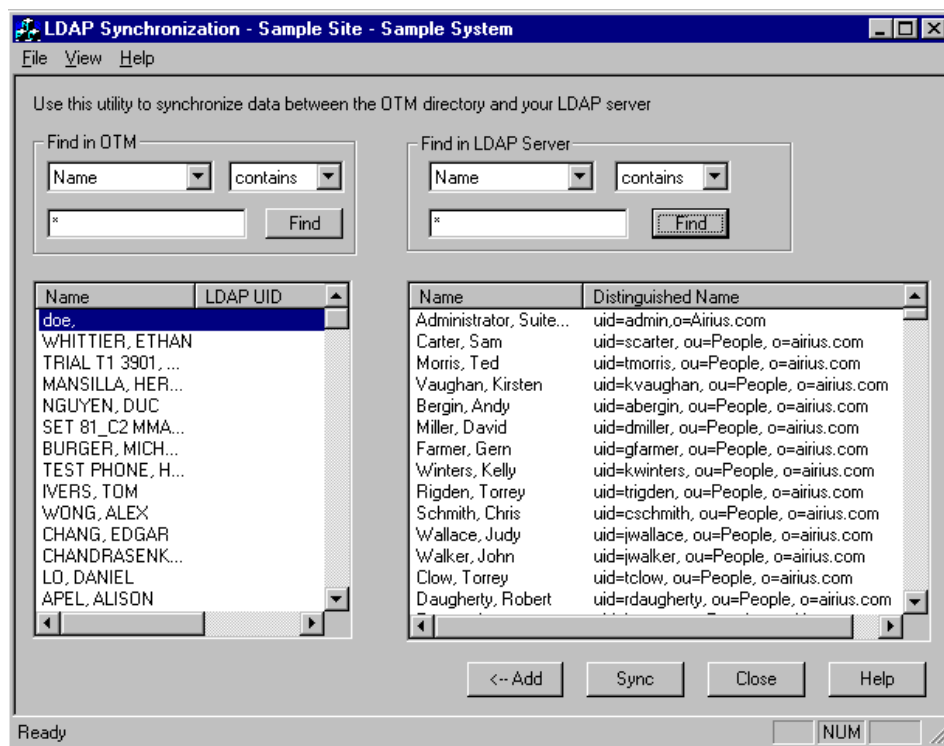 LDAP Synchronization - Sample Site - Sample System
File View Help
Use this utility to synchronize data between the OTM directory and your LDAP server
Find in OTM
Name contains
* Find
Find in LDAP Server
Name contains
* Find
Name LDAP UID
doe,
WHITTIER, ETHAN
TRIAL T1 3901, ...
MANSILLA, HER...
NGUYEN, DUC
SET 81_C2 MMA...
BURGER, MICH...
TEST PHONE, H...
IVERS, TOM
WONG, ALEX
CHANG, EDGAR
CHANDRASENK...
LO, DANIEL
APEL, ALISON
Name Distinguished Name
Administrator, Suite... uid=admin,o=Airius.com
Carter, Sam uid=scarter, ou=People, o=airius.com
Morris, Ted uid=tmorris, ou=People, o=airius.com
Vaughan, Kirsten uid=kvaughan, ou=People, o=airius.com
Bergin, Andy uid=abergin, ou=People, o=airius.com
Miller, David uid=dmiller, ou=People, o=airius.com
Farmer, Gern uid=gfarmer, ou=People, o=airius.com
Winters, Kelly uid=kwinters, ou=People, o=airius.com
Rigden, Torrey uid=trigden, ou=People, o=airius.com
Schmith, Chris uid=cschmith, ou=People, o=airius.com
Wallace, Judy uid=jwallace, ou=People, o=airius.com
Walker, John uid=jwalker, ou=People, o=airius.com
Clow, Torrey uid=tclow, ou=People, o=airius.com
Daugherty, Robert uid=rdaugherty, ou=People, o=airius.com
<-- Add Sync Close Help
Ready NUM